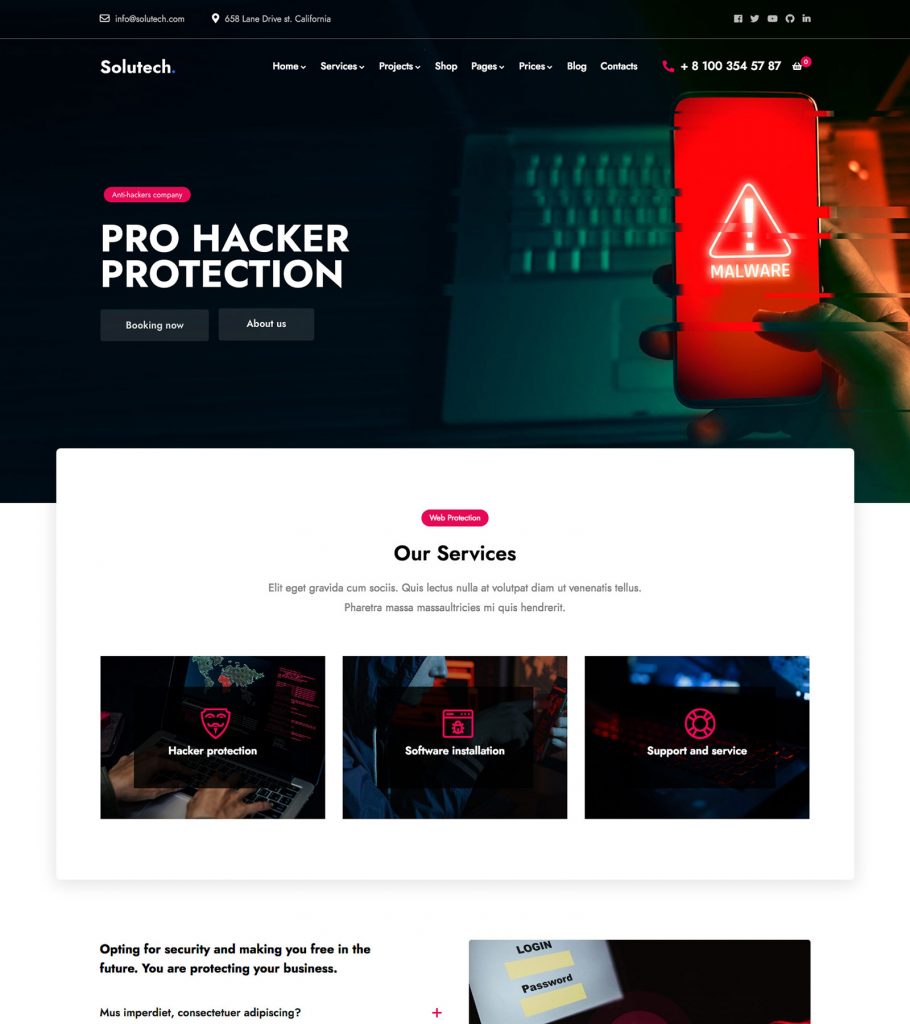 info@solutech.com
658 Lane Drive st. California
Solutech.
Home
Services
Projects
Shop
Pages
Prices
Blog
Contacts
+ 8 100 354 57 87
0
Anti-hackers company
PRO HACKER
PROTECTION
Booking now
About us
MALWARE
Web Protection
Our Services
Elit eget gravida cum sociis. Quis lectus nulla at volutpat diam ut venenatis tellus.
Pharetra massa massaultricies mi quis hendrerit.
Hacker protection
Software installation
Support and service
Opting for security and making you free in the
future. You are protecting your business.
Mus imperdiet, consectetuer adipiscing?
+
LOGIN
Password